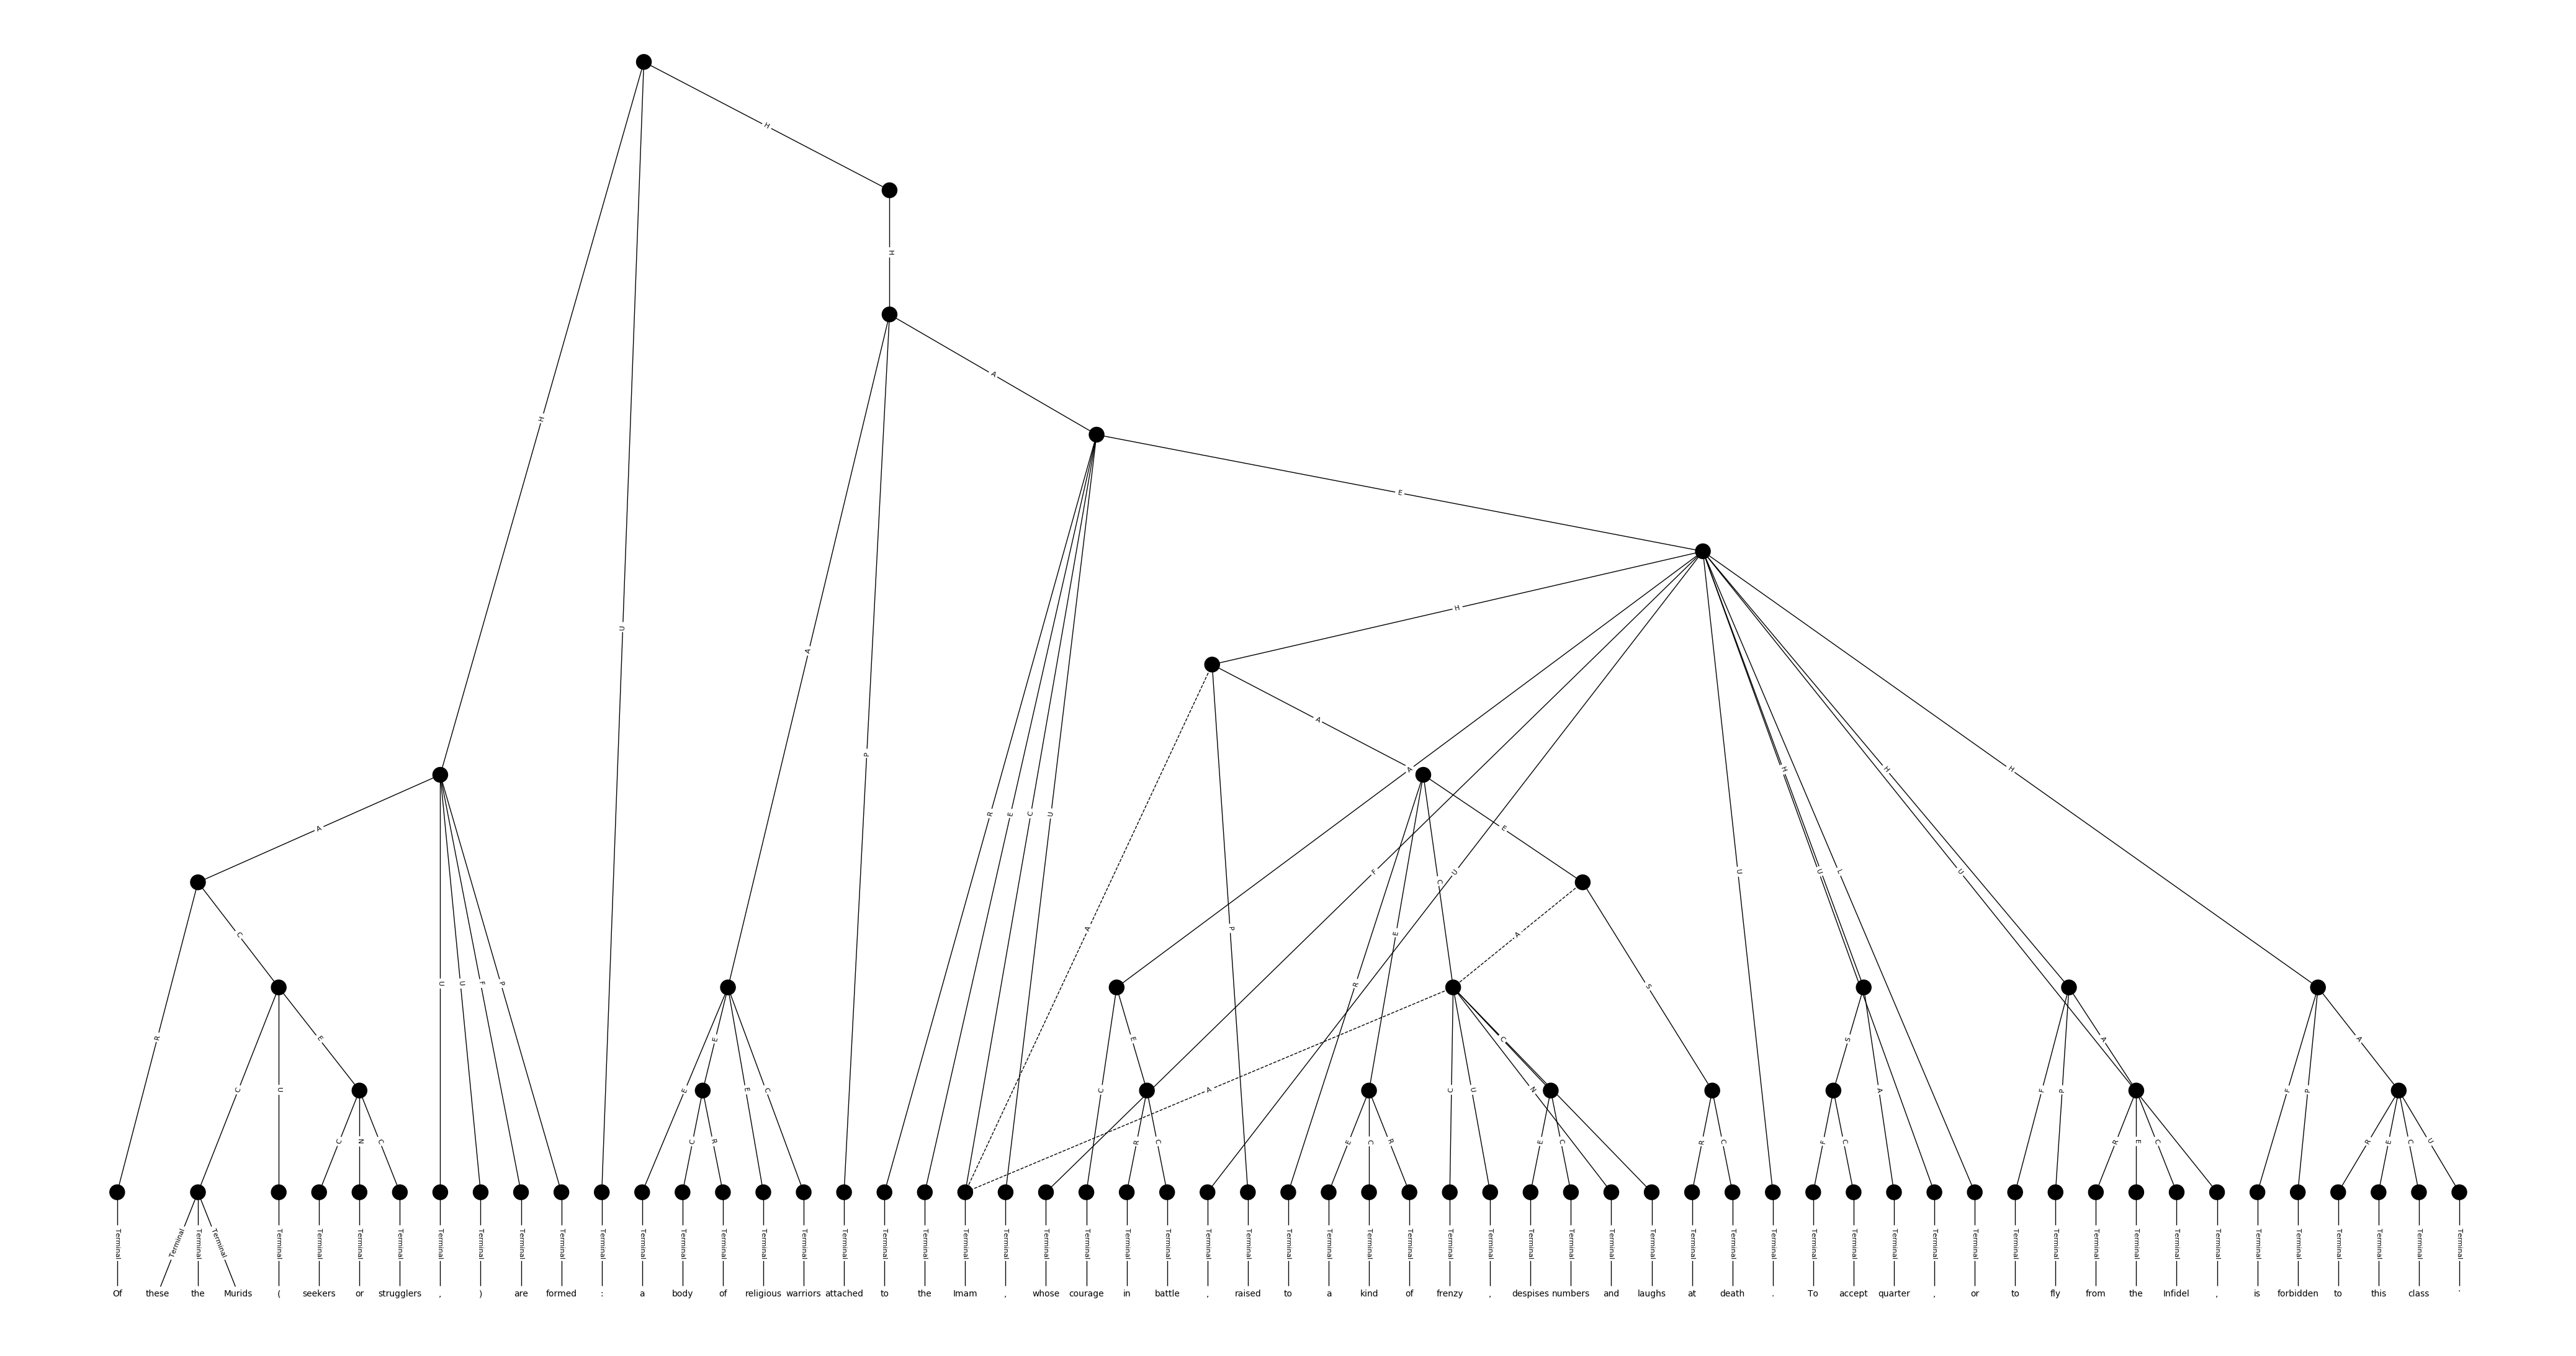 H
H
A
H
E
H
U
A
A
P
A H H H
R E C U
A E
F U U U L U
C
A P
C E A
U U F P R S
R E E E C S A
C U E E C C A C U N A F P F P
C N C C R R C E C R E C R C F C R E C R E C U
Terminal Terminal Terminal Terminal Terminal Terminal Terminal Terminal Terminal Terminal Terminal Terminal Terminal Terminal Terminal Terminal Terminal Terminal Terminal Terminal Terminal Terminal Terminal Terminal Terminal Terminal Terminal Terminal Terminal Terminal Terminal Terminal Terminal Terminal Terminal Terminal Terminal Terminal Terminal Terminal Terminal Terminal Terminal Terminal Terminal Terminal Terminal Terminal Terminal Terminal Terminal Terminal Terminal Terminal Terminal Terminal Terminal Terminal Terminal
Of these the Murids ( seekers or strugglers , ) are formed : a body of religious warriors attached to the Imam , whose courage in battle , raised to a kind of frenzy , despises numbers and laughs at death . To accept quarter , or to fly from the Infidel , is forbidden to this class '